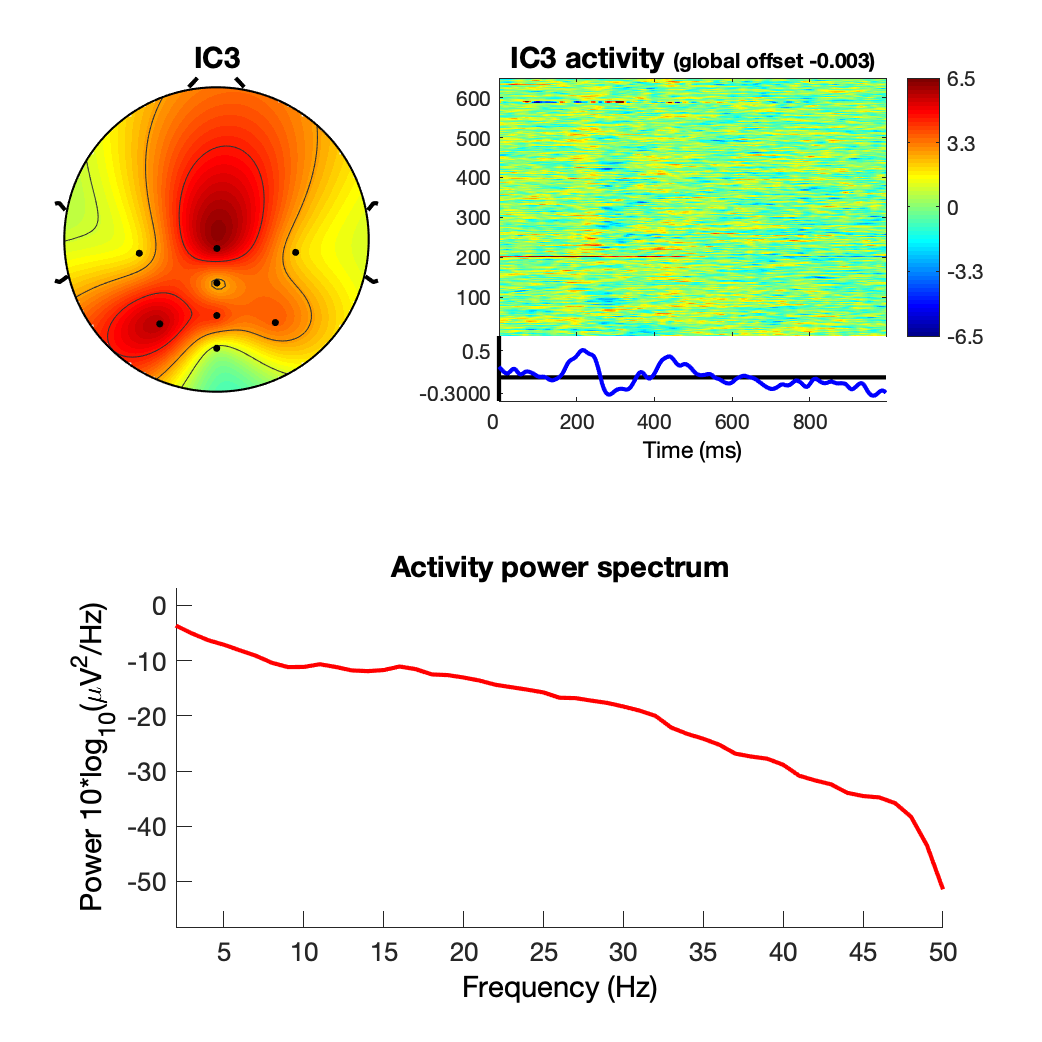 IC3
IC3 activity (global offset -0.003)
600
500
400
300
200
100
6.5
3.3
0
-3.3
-6.5
0.5
-0.3000
0 200 400 600 800
Time (ms)
Activity power spectrum
Power 10*log10(μV2/Hz)
0
-10
-20
-30
-40
-50
5 10 15 20 25 30 35 40 45 50
Frequency (Hz)